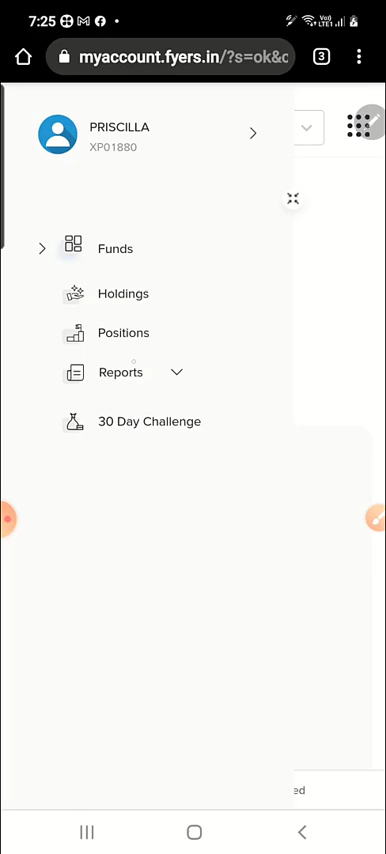 7:25
myaccount.fyers.in/?s=ok&c
3
PRISCILLA
XP01880
Funds
Holdings
Positions
Reports
30 Day Challenge
ed